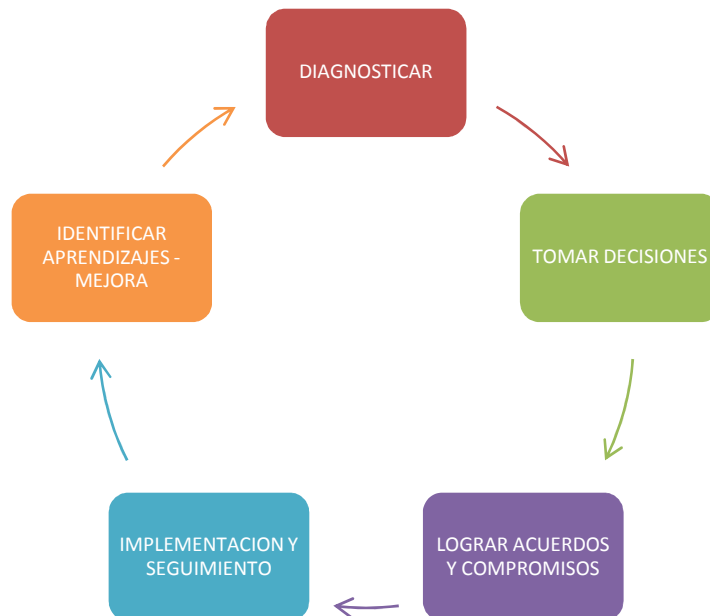 DIAGNOSTICAR
TOMAR DECISIONES
LOGRAR ACUERDOS
Y COMPROMISOS
IMPLEMENTACION Y
SEGUIMIENTO
IDENTIFICAR
APRENDIZAJES -
MEJORA